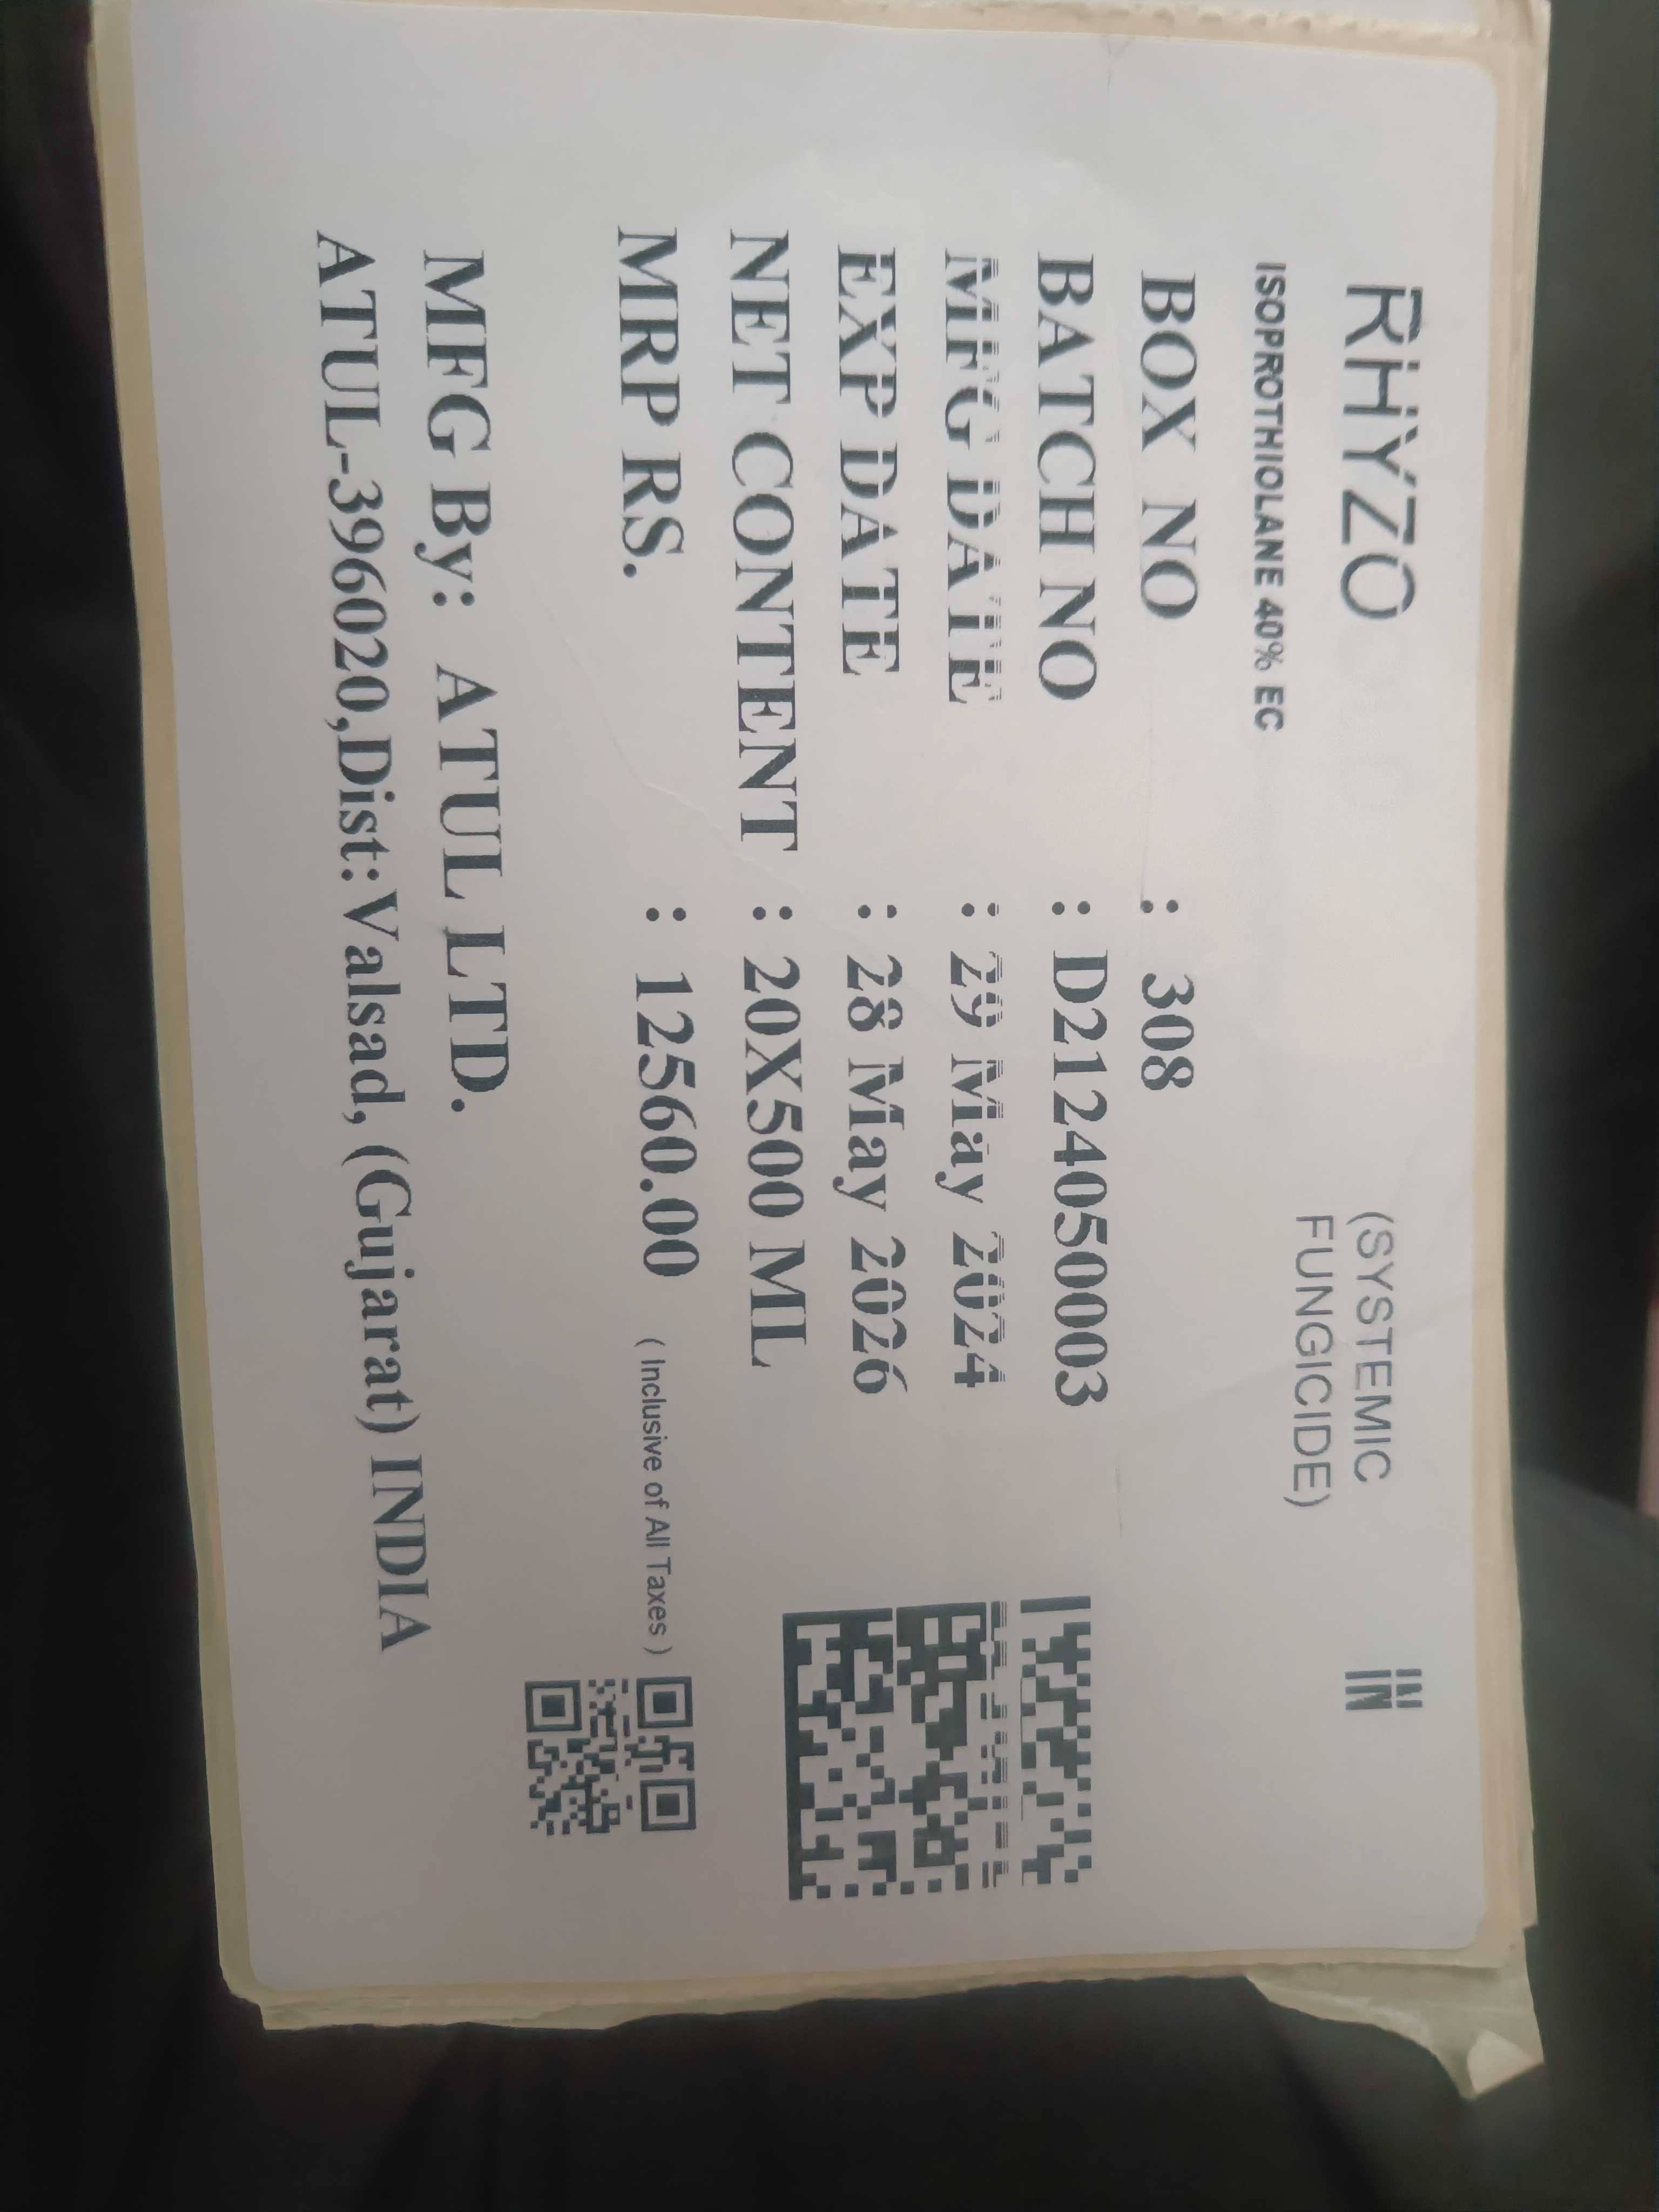 RHYZO
(SYSTEMIC
FUNGICIDE)
IN
ISOPROTHIOLANE 40% EC
BOX NO : 308
BATCH NO : D2124050003
MFG DATE : 29 May 2024
EXP DATE : 28 May 2026
NET CONTENT : 20X500 ML
MRP RS. : 12560.00 ( Inclusive of All Taxes )
MFG By: ATUL LTD.
ATUL-396020,Dist:Valsad, (Gujarat) INDIA